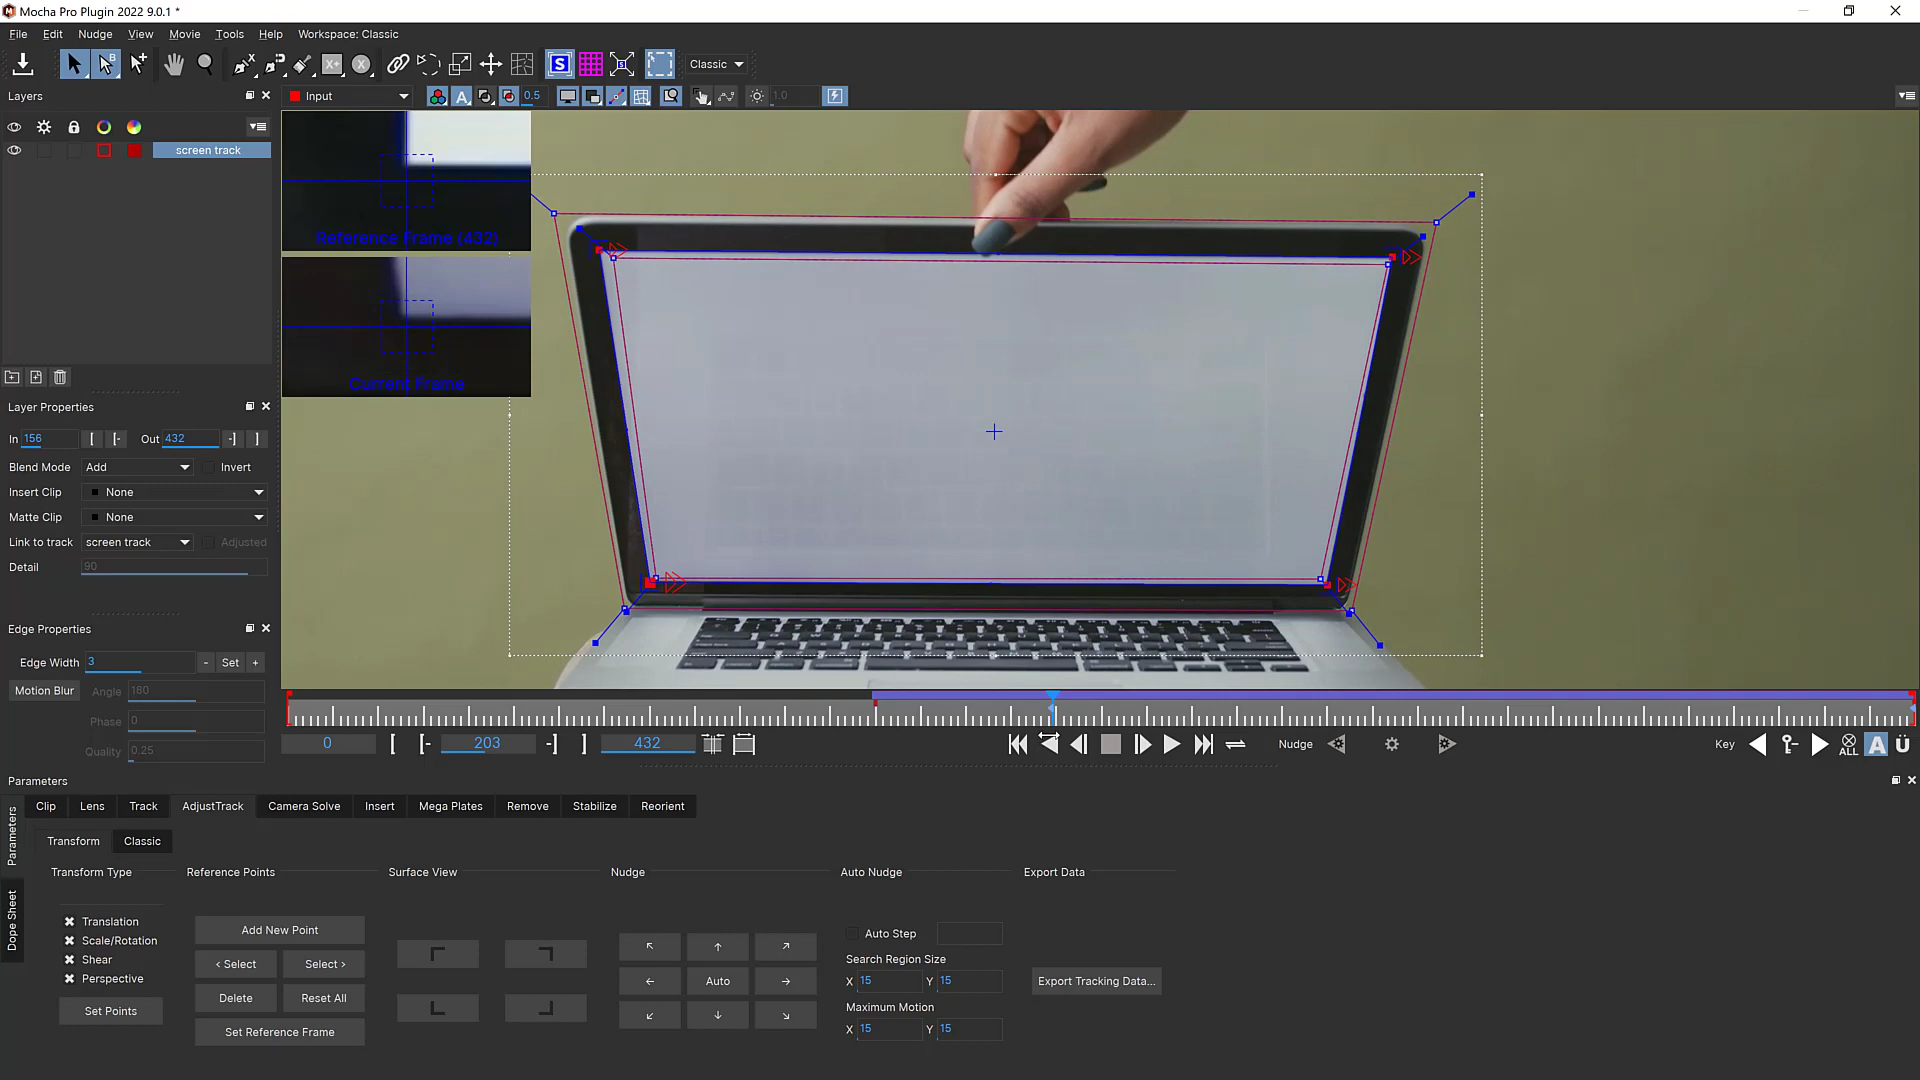 Mocha Pro Plugin 2022 9.0.1 *
File Edit Nudge View Movie Tools Help Workspace: Classic
Classic
Layers
Input
0.5
1.0
screen track
Reference Frame (432)
Current Frame
Layer Properties
In 156 Out 432
Blend Mode Add Invert
Insert Clip None
Matte Clip None
Link to track screen track Adjusted
Detail 90
Edge Properties
Edge Width 3 - Set +
Motion Blur Angle 180
Phase 0
Quality 0.25
0 203 432 Nudge Key ALL A Ü
Parameters
Parameters
Dope Sheet
Clip Lens Track AdjustTrack Camera Solve Insert Mega Plates Remove Stabilize Reorient
Transform Classic
Transform Type Reference Points Surface View Nudge Auto Nudge Export Data
Translation
Scale/Rotation
Shear
Perspective
Set Points
Add New Point
< Select Select >
Delete Reset All
Set Reference Frame
Auto
Auto Step
Search Region Size
X 15 Y 15
Maximum Motion
X 15 Y 15
Export Tracking Data...